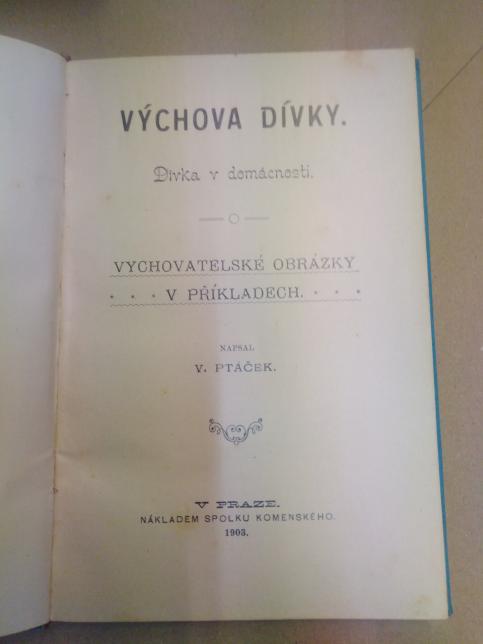 VÝCHOVA DÍVKY.
Dívka v domácnosti.
VYCHOVATELSKÉ OBRÁZKY
V PŘÍKLADECH.
NAPSAL
V. PTÁČEK.
V PRAZE.
NÁKLADEM SPOLKU KOMENSKÉHO.
1903.